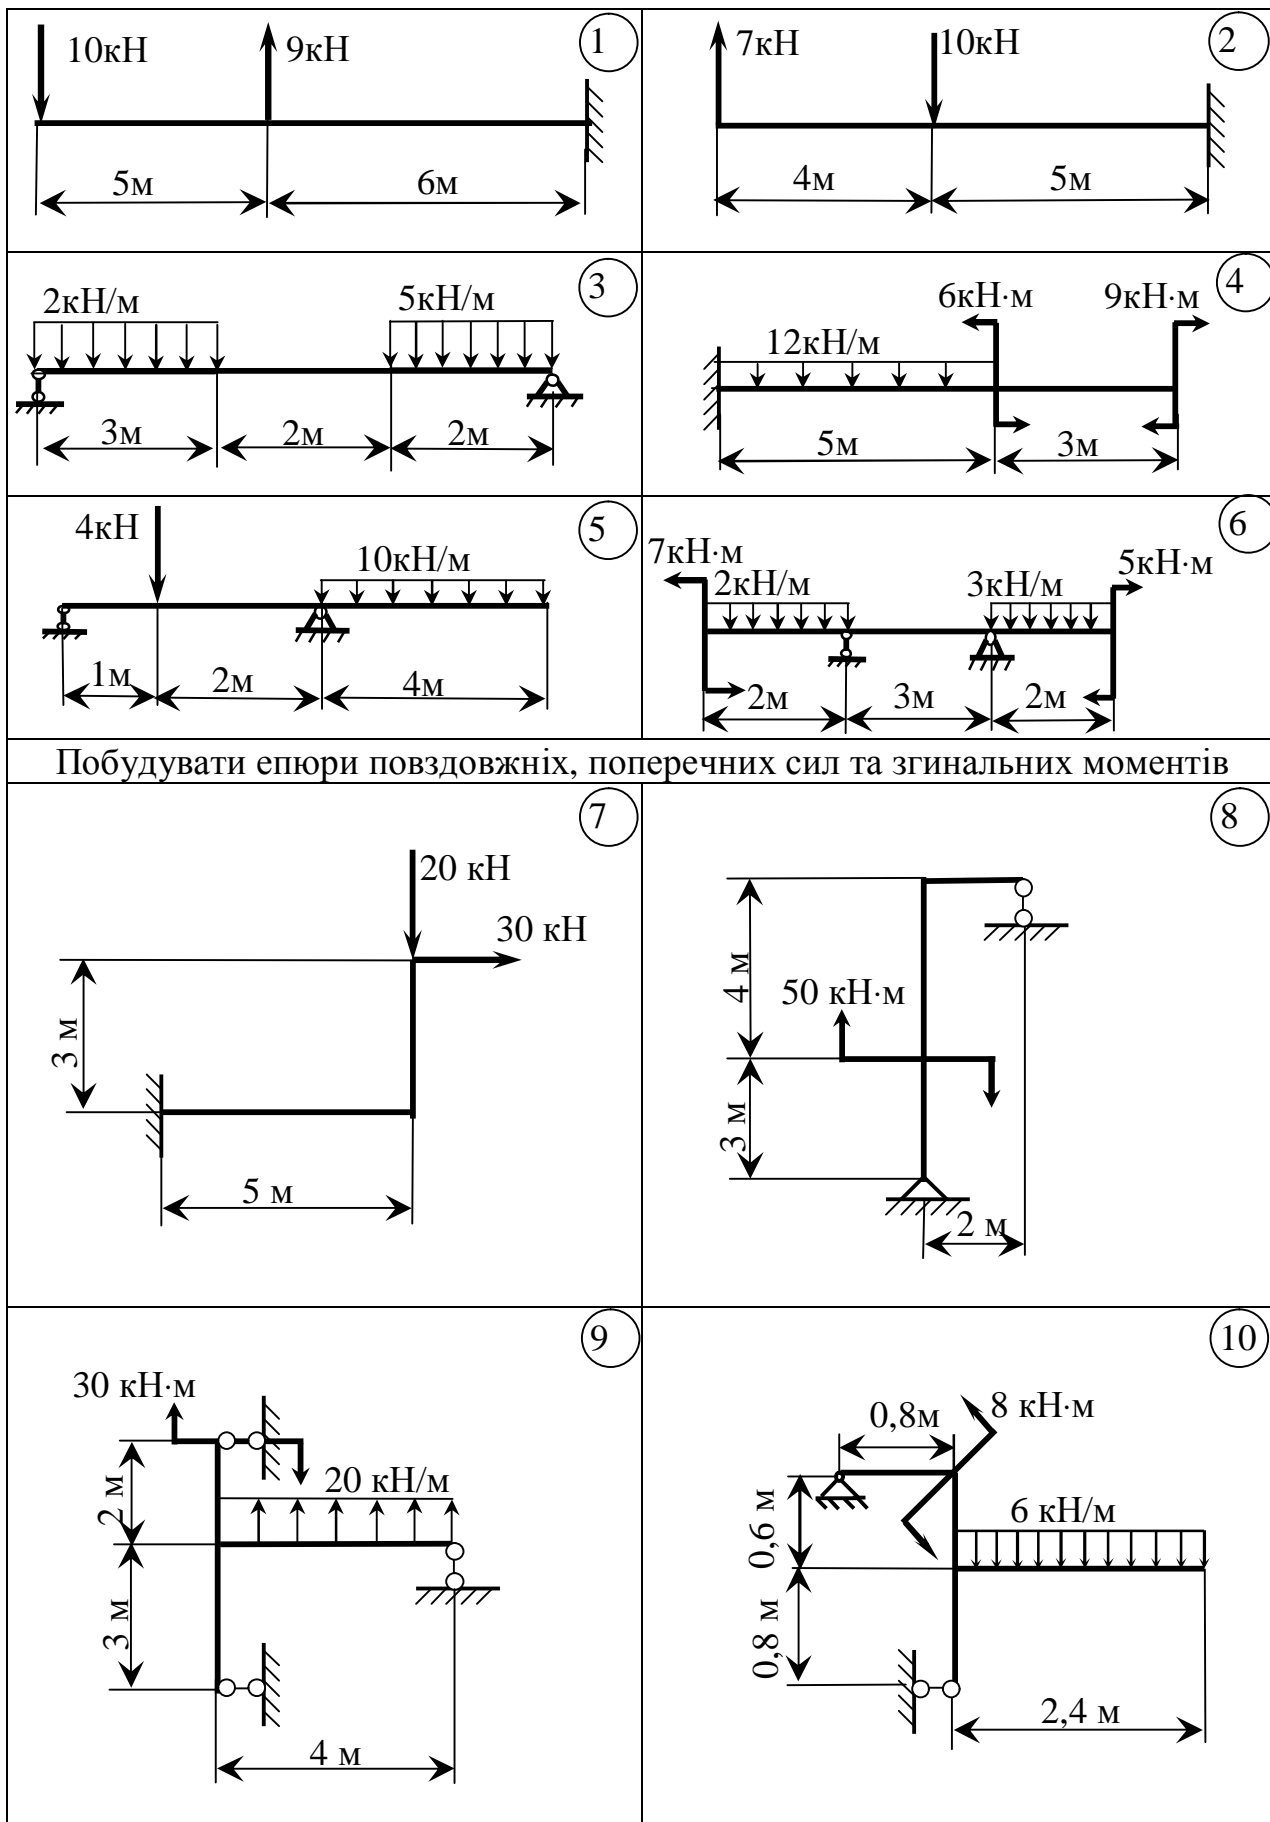 10кН 9кН 1
5м 6м
7кН 10кН 2
4м 5м
2кН/м 5кН/м 3
3м 2м 2м
6кН·м 9кН·м 4
12кН/м
5м 3м
4кН 5
10кН/м
1м 2м 4м
6
7кН·м 5кН·м
2кН/м 3кН/м
2м 3м 2м
Побудувати епюри повздовжніх, поперечних сил та згинальних моментів
7
20 кН
30 кН
3 м
5 м
8
4 м
50 кН·м
3 м
2 м
9
30 кН·м
2 м
20 кН/м
3 м
4 м
10
0,8м 8 кН·м
0,6 м
6 кН/м
0,8 м
2,4 м